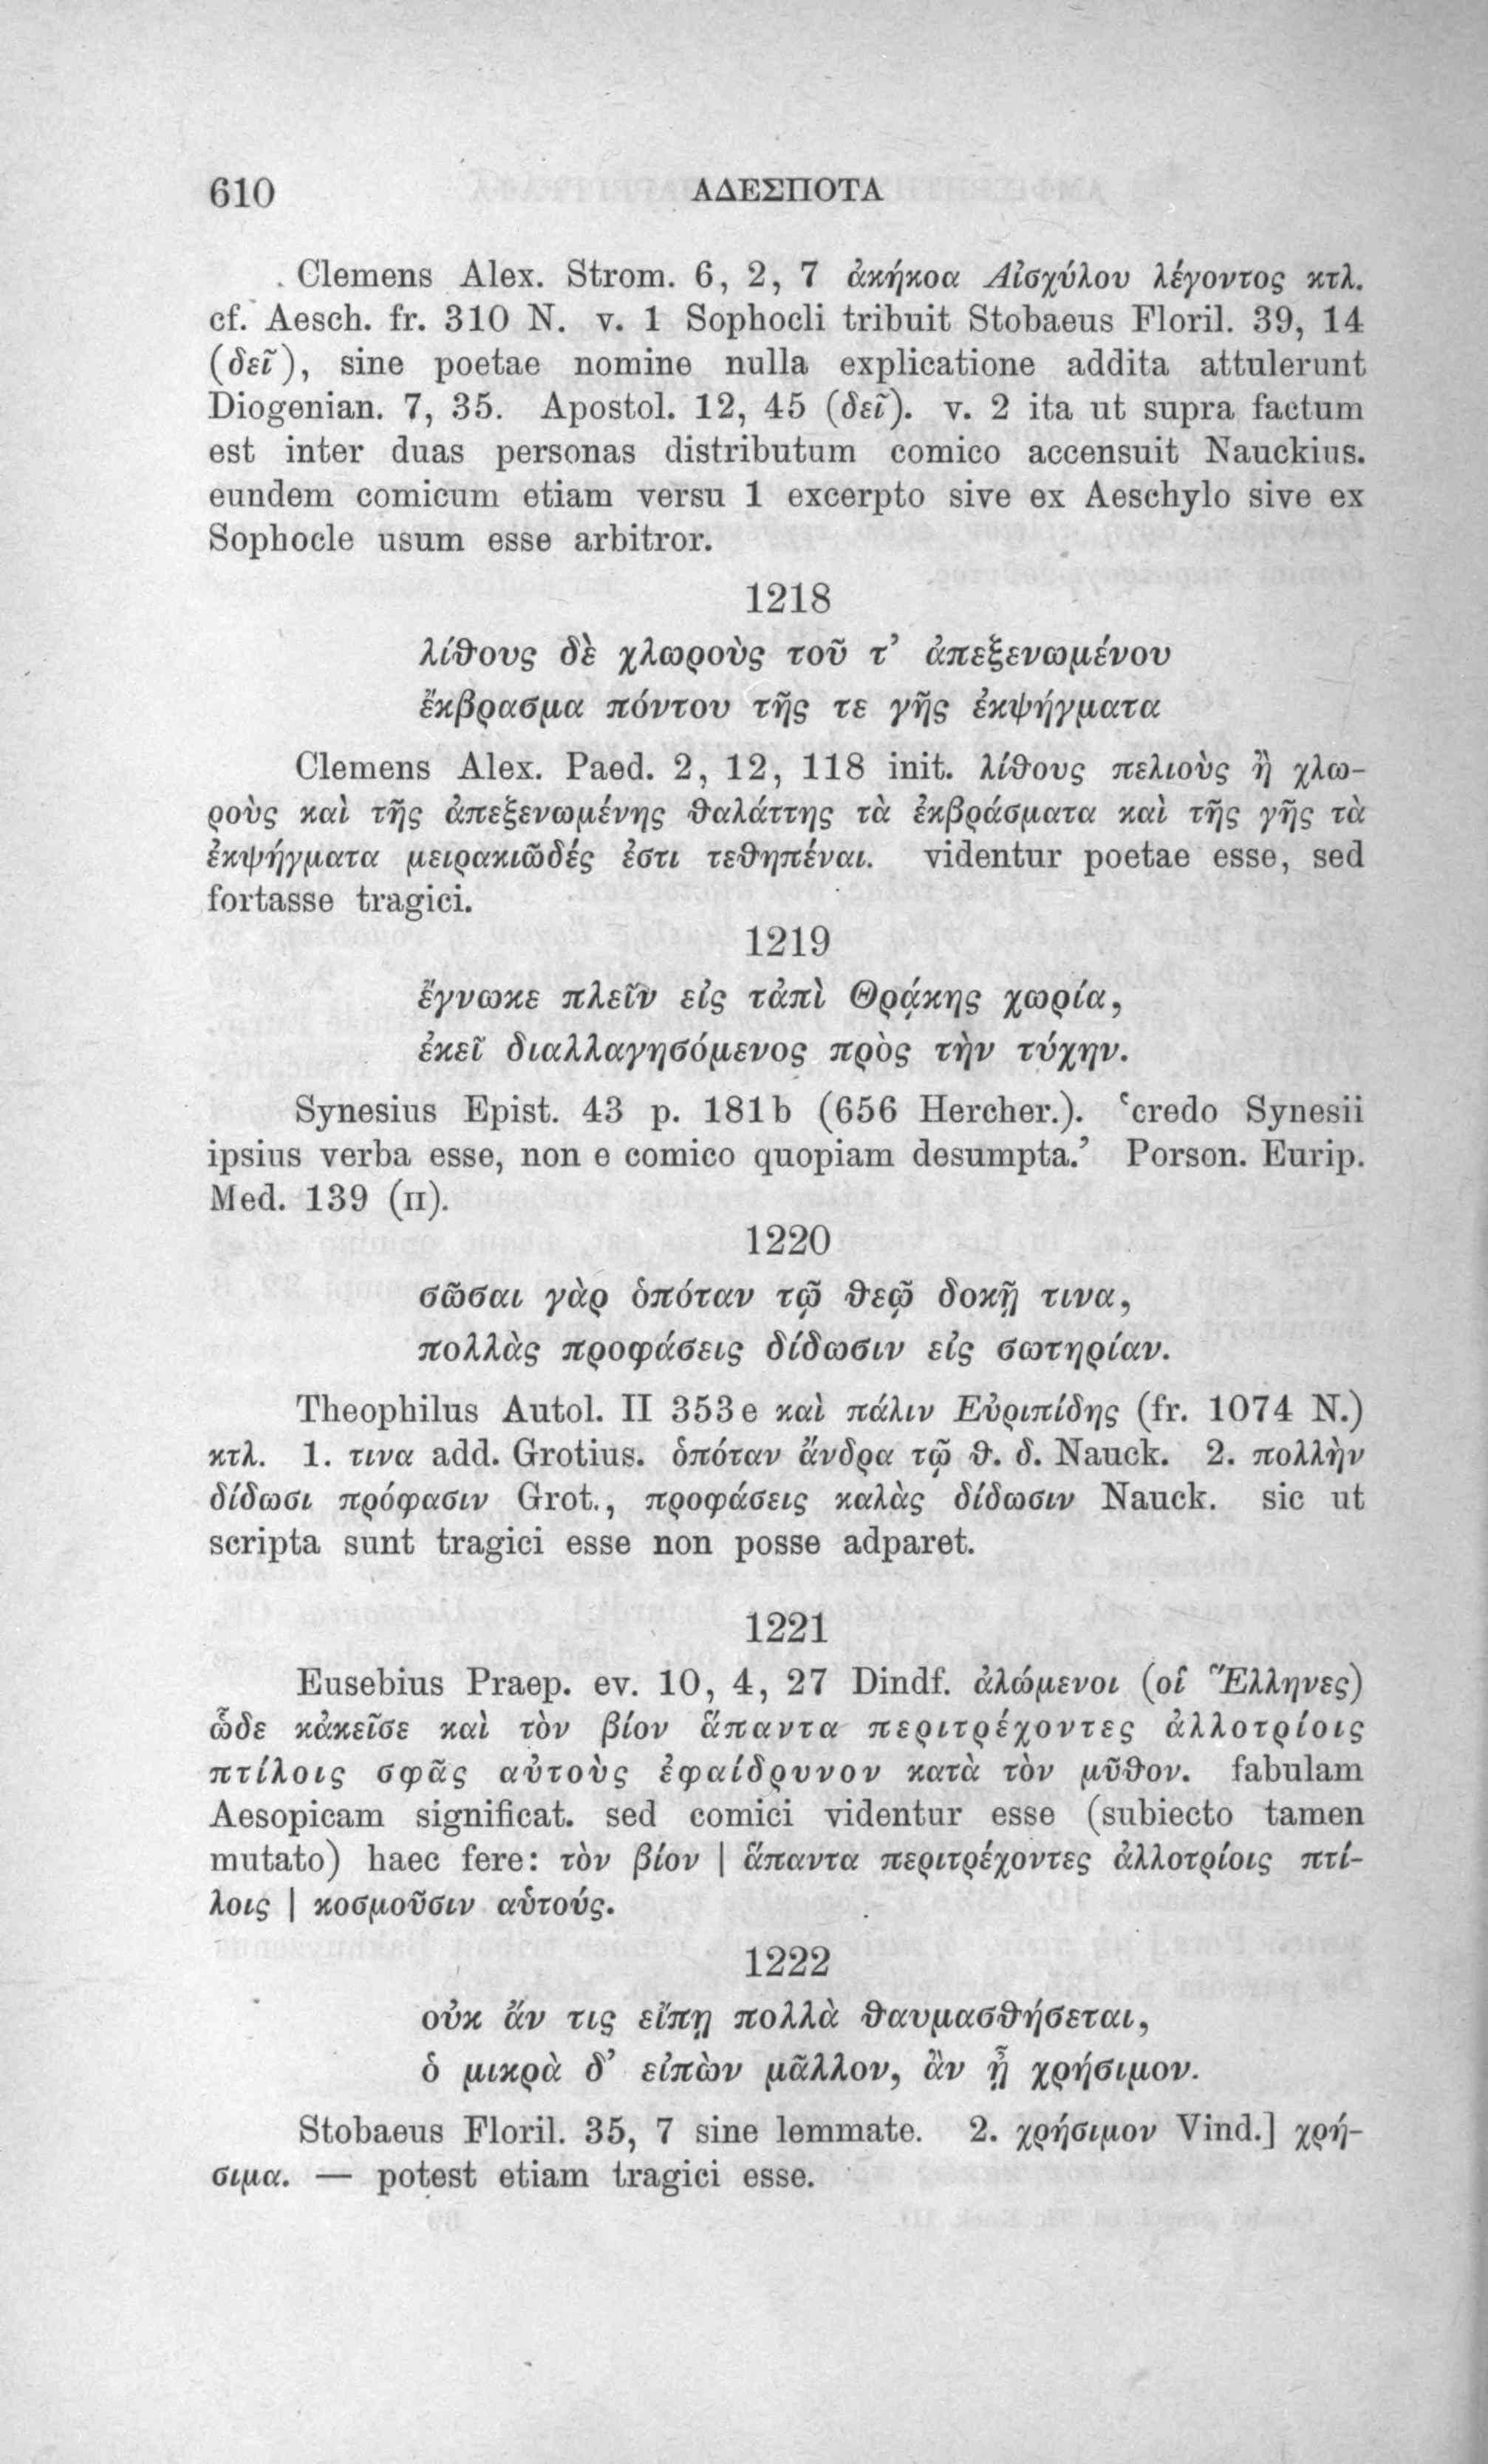 610 ΑΔΕΣΠΟΤΑ
Clemens Alex. Strom. 6, 2, 7 ἀκήκοα Αἰσχύλου λέγοντος κτλ.
cf. Aesch. fr. 310 N. v. 1 Sophocli tribuit Stobaeus Floril. 39, 14
(δεῖ), sine poetae nomine nulla explicatione addita attulerunt
Diogenian. 7, 35. Apostol. 12, 45 (δεῖ). v. 2 ita ut supra factum
est inter duas personas distributum comico accensuit Nauckius.
eundem comicum etiam versu 1 excerpto sive ex Aeschylo sive ex
Sophocle usum esse arbitror.
1218
λίθους δὲ χλωροὺς τοῦ τ’ ἀπεξενωμένου
ἔκβρασμα πόντου τῆς τε γῆς ἐκψήγματα
Clemens Alex. Paed. 2, 12, 118 init. λίθους πελιοὺς ἢ χλω-
ροὺς καὶ τῆς ἀπεξενωμένης θαλάττης τὰ ἐκβράσματα καὶ τῆς γῆς τὰ
ἐκψήγματα μειρακιῶδές ἐστι τεθηπέναι. videntur poetae esse, sed
fortasse tragici.
1219
ἔγνωκε πλεῖν εἰς τἀπὶ Θρᾴκης χωρία,
ἐκεῖ διαλλαγησόμενος πρὸς τὴν τύχην.
Synesius Epist. 43 p. 181b (656 Hercher.). ‘credo Synesii
ipsius verba esse, non e comico quopiam desumpta.’ Porson. Eurip.
Med. 139 (II).
1220
σῶσαι γὰρ ὁπόταν τῷ θεῷ δοκῇ τινα,
πολλὰς προφάσεις δίδωσιν εἰς σωτηρίαν.
Theophilus Autol. II 353e καὶ πάλιν Εὐριπίδης (fr. 1074 N.)
κτλ. 1. τινα add. Grotius. ὁπόταν ἄνδρα τῷ θ. δ. Nauck. 2. πολλὴν
δίδωσι πρόφασιν Grot., προφάσεις καλὰς δίδωσιν Nauck. sic ut
scripta sunt tragici esse non posse adparet.
1221
Eusebius Praep. ev. 10, 4, 27 Dindf. ἀλώμενοι (οἱ Ἕλληνες)
ὧδε κἀκεῖσε καὶ τὸν βίον ἅπαντα περιτρέχοντες ἀλλοτρίοις
πτίλοις σφᾶς αὐτοὺς ἐφαίδρυνον κατὰ τὸν μῦθον. fabulam
Aesopicam significat. sed comici videntur esse (subiecto tamen
mutato) haec fere: τὸν βίον | ἅπαντα περιτρέχοντες ἀλλοτρίοις πτί-
λοις | κοσμοῦσιν αὑτούς.
1222
οὐκ ἄν τις εἴπῃ πολλὰ θαυμασθήσεται,
ὁ μικρὰ δ’ εἰπὼν μᾶλλον, ἂν ᾖ χρήσιμον.
Stobaeus Floril. 35, 7 sine lemmate. 2. χρήσιμον Vind.] χρή-
σιμα. — potest etiam tragici esse.